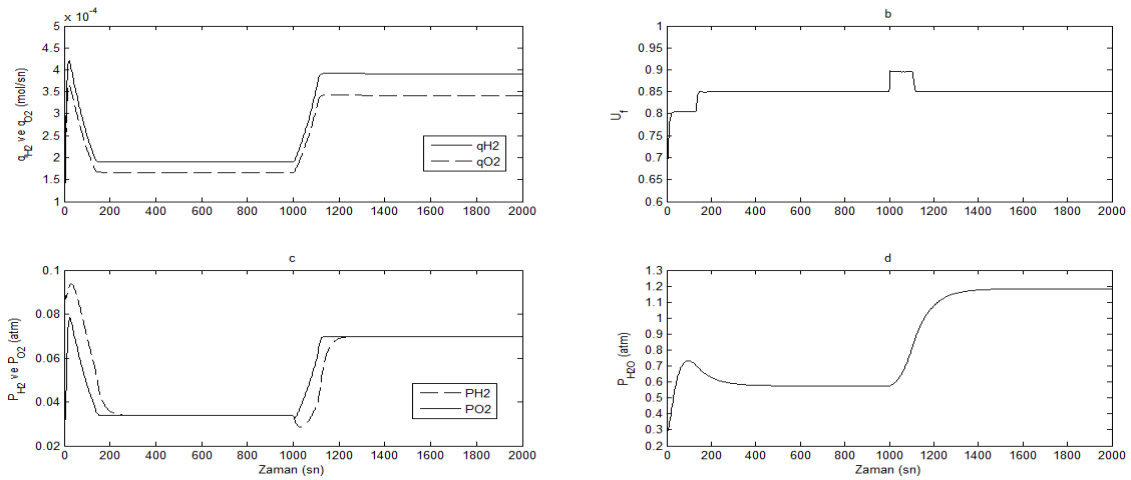 x 10⁻⁴
q_H2 ve q_O2 (mol/sn)
5
4.5
4
3.5
3
2.5
2
1.5
1
0 200 400 600 800 1000 1200 1400 1600 1800 2000
qH2
qO2
b
U_f
1
0.95
0.9
0.85
0.8
0.75
0.7
0.65
0.6
0 200 400 600 800 1000 1200 1400 1600 1800 2000
c
P_H2 ve P_O2 (atm)
0.1
0.08
0.06
0.04
0.02
0 200 400 600 800 1000 1200 1400 1600 1800 2000
Zaman (sn)
PH2
PO2
d
P_H2O (atm)
1.3
1.2
1.1
1
0.9
0.8
0.7
0.6
0.5
0.4
0.3
0.2
0 200 400 600 800 1000 1200 1400 1600 1800 2000
Zaman (sn)